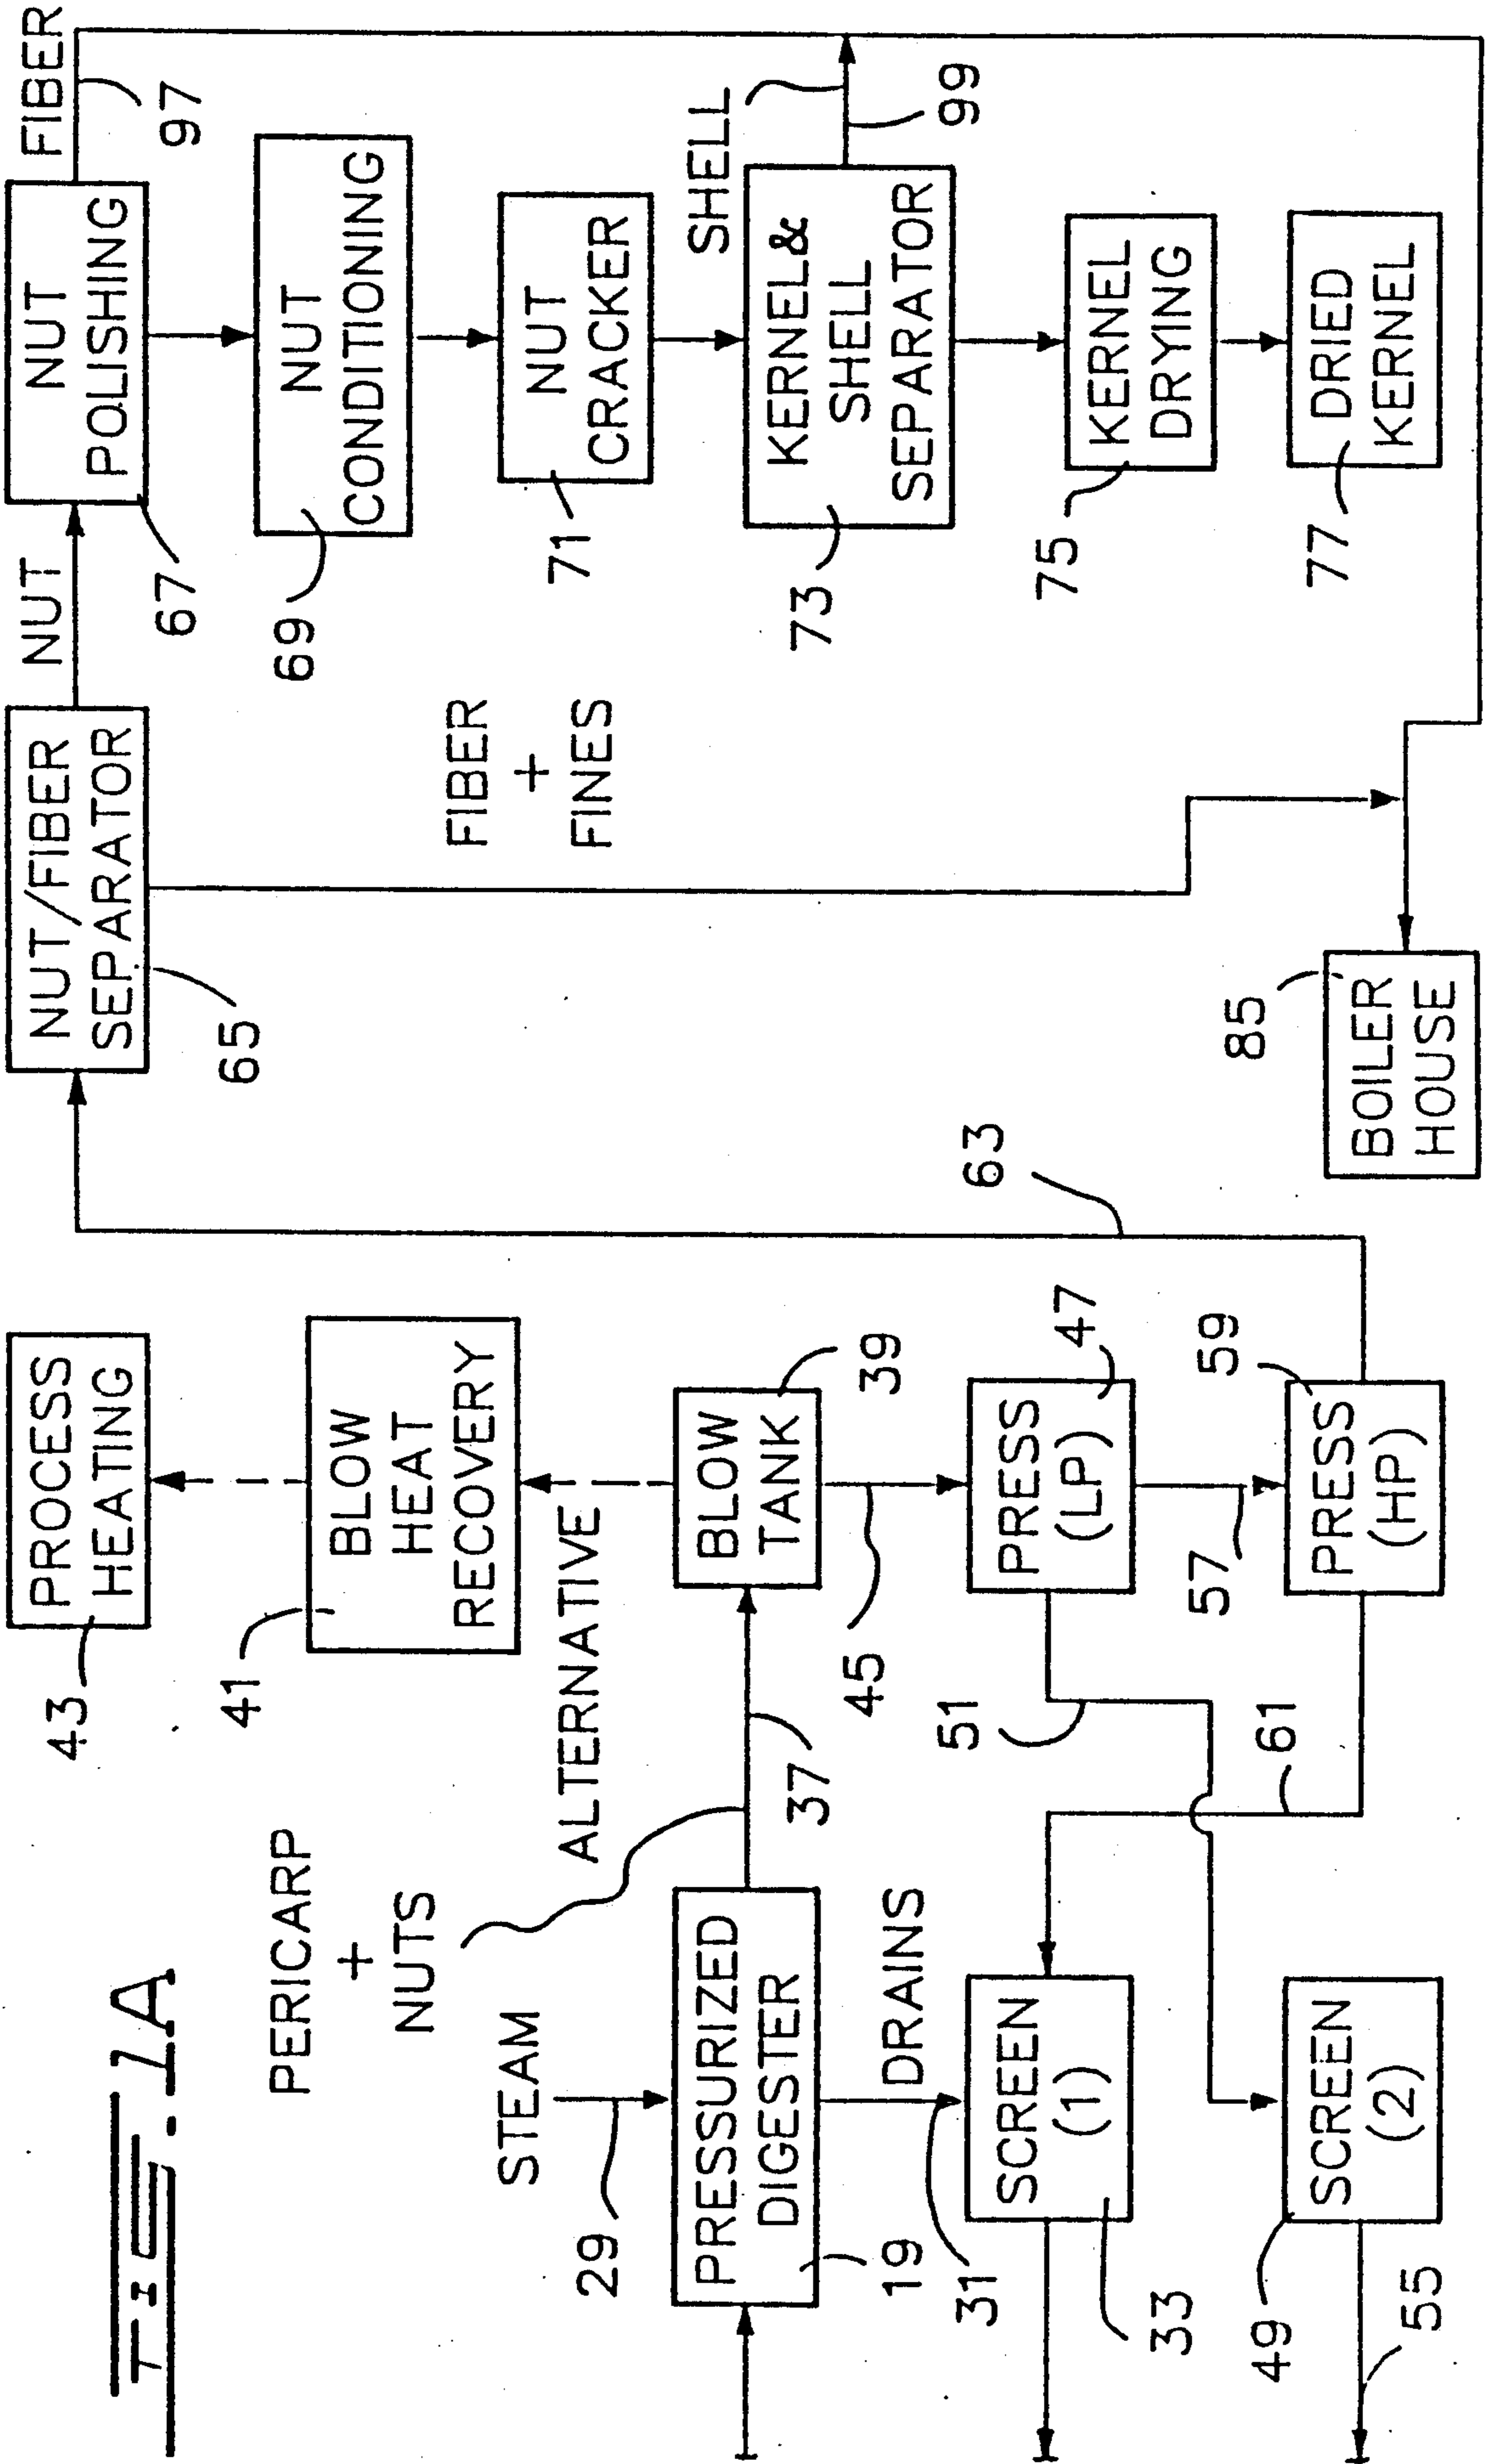 FIG. 1A
PROCESS
HEATING
43
BLOW
HEAT
RECOVERY
41
ALTERNATIVE
PERICARP
+
NUTS
STEAM
29
PRESSURIZED
DIGESTER
19
37
BLOW
TANK
39
DRAINS
31
45
SCREEN
(1)
33
PRESS
(LP)
47
51
57
61
SCREEN
(2)
49
55
PRESS
(HP)
59
63
NUT/FIBER
SEPARATOR
65
NUT
NUT
POLISHING
67
FIBER
97
NUT
CONDITIONING
69
FIBER
+
FINES
NUT
CRACKER
71
SHELL
KERNEL&
SHELL
SEPARATOR
73
99
KERNEL
DRYING
75
DRIED
KERNEL
77
BOILER
HOUSE
85